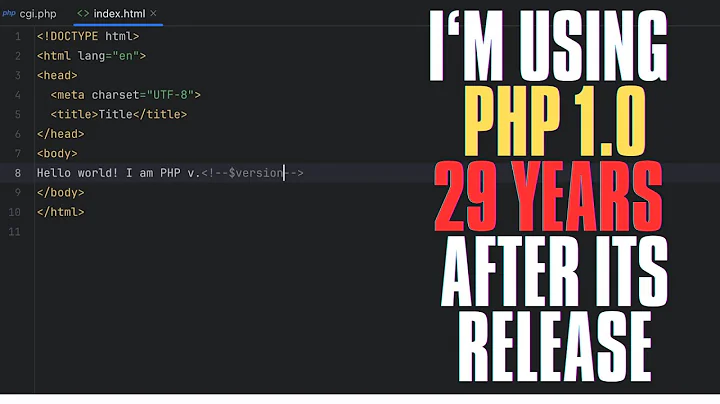 php cgi.php <> index.html ×
1 <!DOCTYPE html>
2 <html lang="en">
3 <head>
4 <meta charset="UTF-8">
5 <title>Title</title>
6 </head>
7 <body>
8 Hello world! I am PHP v.<!--$version-->
9 </body>
10 </html>
11
I‘M USING
PHP 1.0
29 YEARS
AFTER ITS
RELEASE